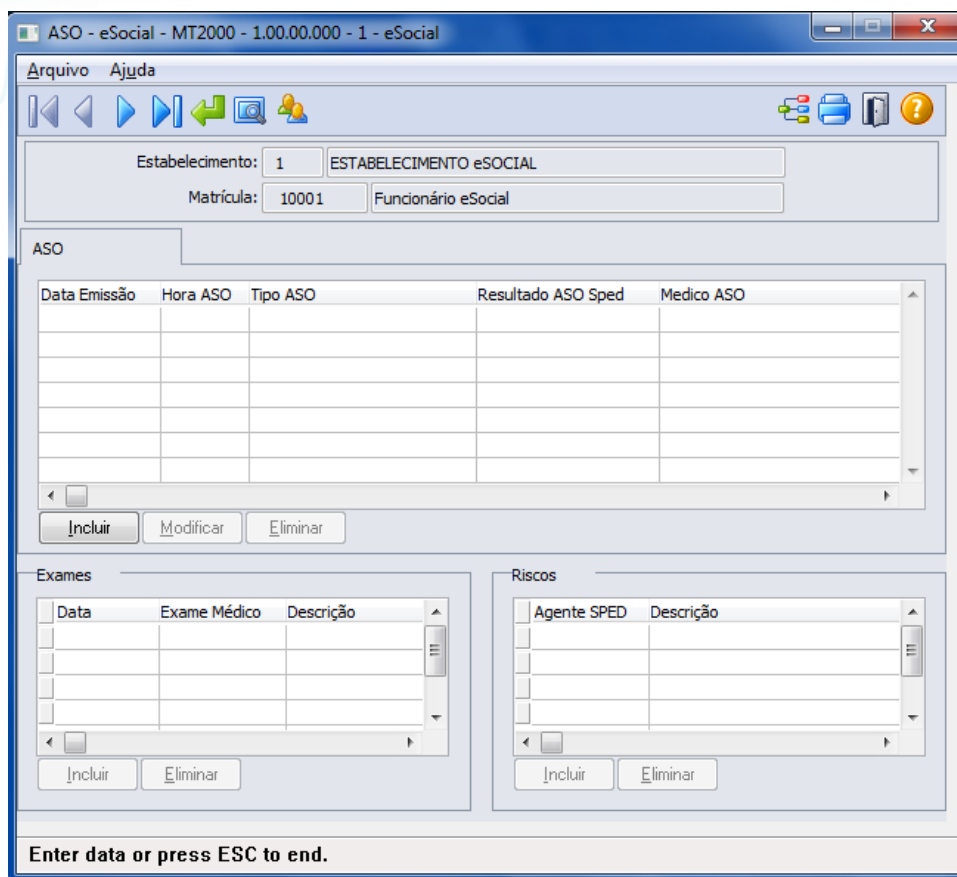 ASO - eSocial - MT2000 - 1.00.00.000 - 1 - eSocial
Arquivo Ajuda
Estabelecimento: 1 ESTABELECIMENTO eSOCIAL
Matrícula: 10001 Funcionário eSocial
ASO
Data Emissão Hora ASO Tipo ASO Resultado ASO Sped Medico ASO
Incluir Modificar Eliminar
Exames Riscos
Data Exame Médico Descrição Agente SPED Descrição
Incluir Eliminar Incluir Eliminar
Enter data or press ESC to end.